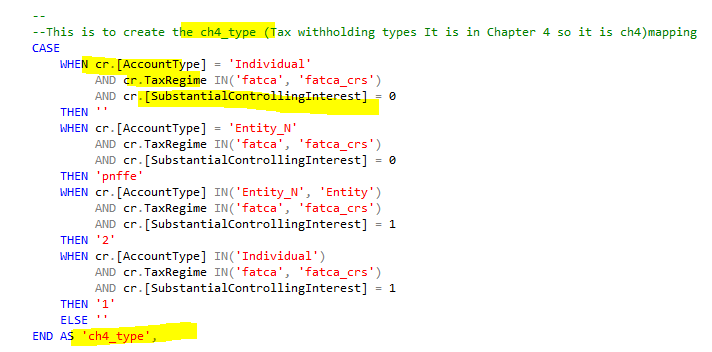 --
--This is to create the ch4_type (Tax withholding types It is in Chapter 4 so it is ch4)mapping
CASE
WHEN cr.[AccountType] = 'Individual'
AND cr.TaxRegime IN('fatca', 'fatca_crs')
AND cr.[SubstantialControllingInterest] = 0
THEN ''
WHEN cr.[AccountType] = 'Entity_N'
AND cr.TaxRegime IN('fatca', 'fatca_crs')
AND cr.[SubstantialControllingInterest] = 0
THEN 'pnffe'
WHEN cr.[AccountType] IN('Entity_N', 'Entity')
AND cr.TaxRegime IN('fatca', 'fatca_crs')
AND cr.[SubstantialControllingInterest] = 1
THEN '2'
WHEN cr.[AccountType] IN('Individual')
AND cr.TaxRegime IN('fatca', 'fatca_crs')
AND cr.[SubstantialControllingInterest] = 1
THEN '1'
ELSE ''
END AS 'ch4_type',